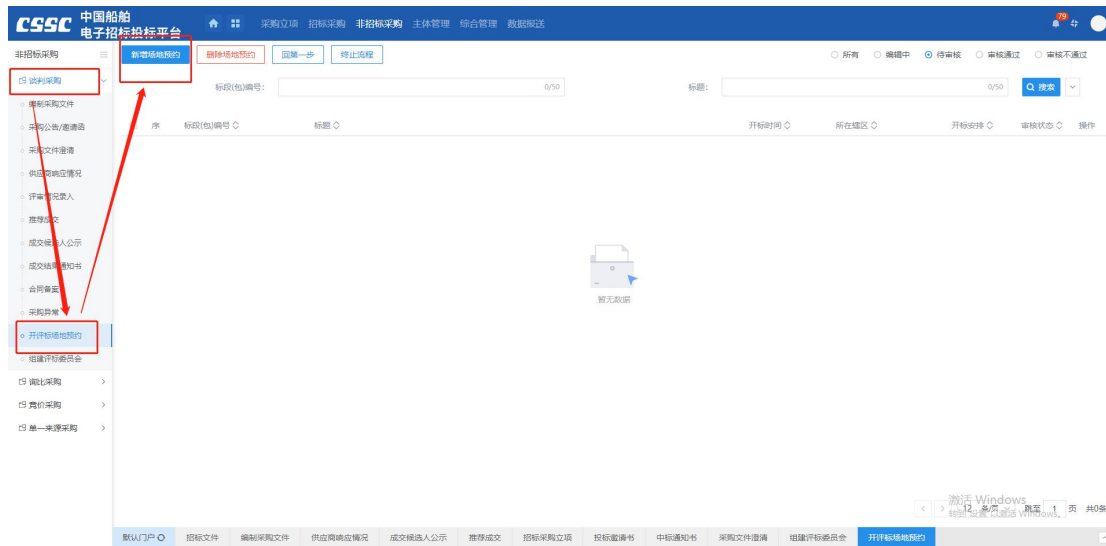 CSSC 中国船舶
电子招标投标平台
采购立项 招标采购 非招标采购 主体管理 综合管理 数据报送 79
非招标采购
谈判采购
编制采购文件
采购公告/邀请函
采购文件澄清
供应商响应情况
评审情况录入
推荐成交
成交候选人公示
成交结果通知书
合同备案
采购异常
开评标场地预约
组建评标委员会
询比采购
竞价采购
单一来源采购
新增场地预约 删除场地预约 回第一步 终止流程 所有 编辑中 待审核 审核通过 审核不通过
标段(包)编号: 0/50 标题: 0/50 搜索
序 标段(包)编号 标题 开标时间 所在辖区 开标安排 审核状态 操作
暂无数据
激活 Windows
转到"设置"以激活 Windows。
12 条/页 跳至 1 页 共0条
默认门户 招标文件 编制采购文件 供应商响应情况 成交候选人公示 推荐成交 招标采购立项 投标邀请书 中标通知书 采购文件澄清 组建评标委员会 开评标场地预约